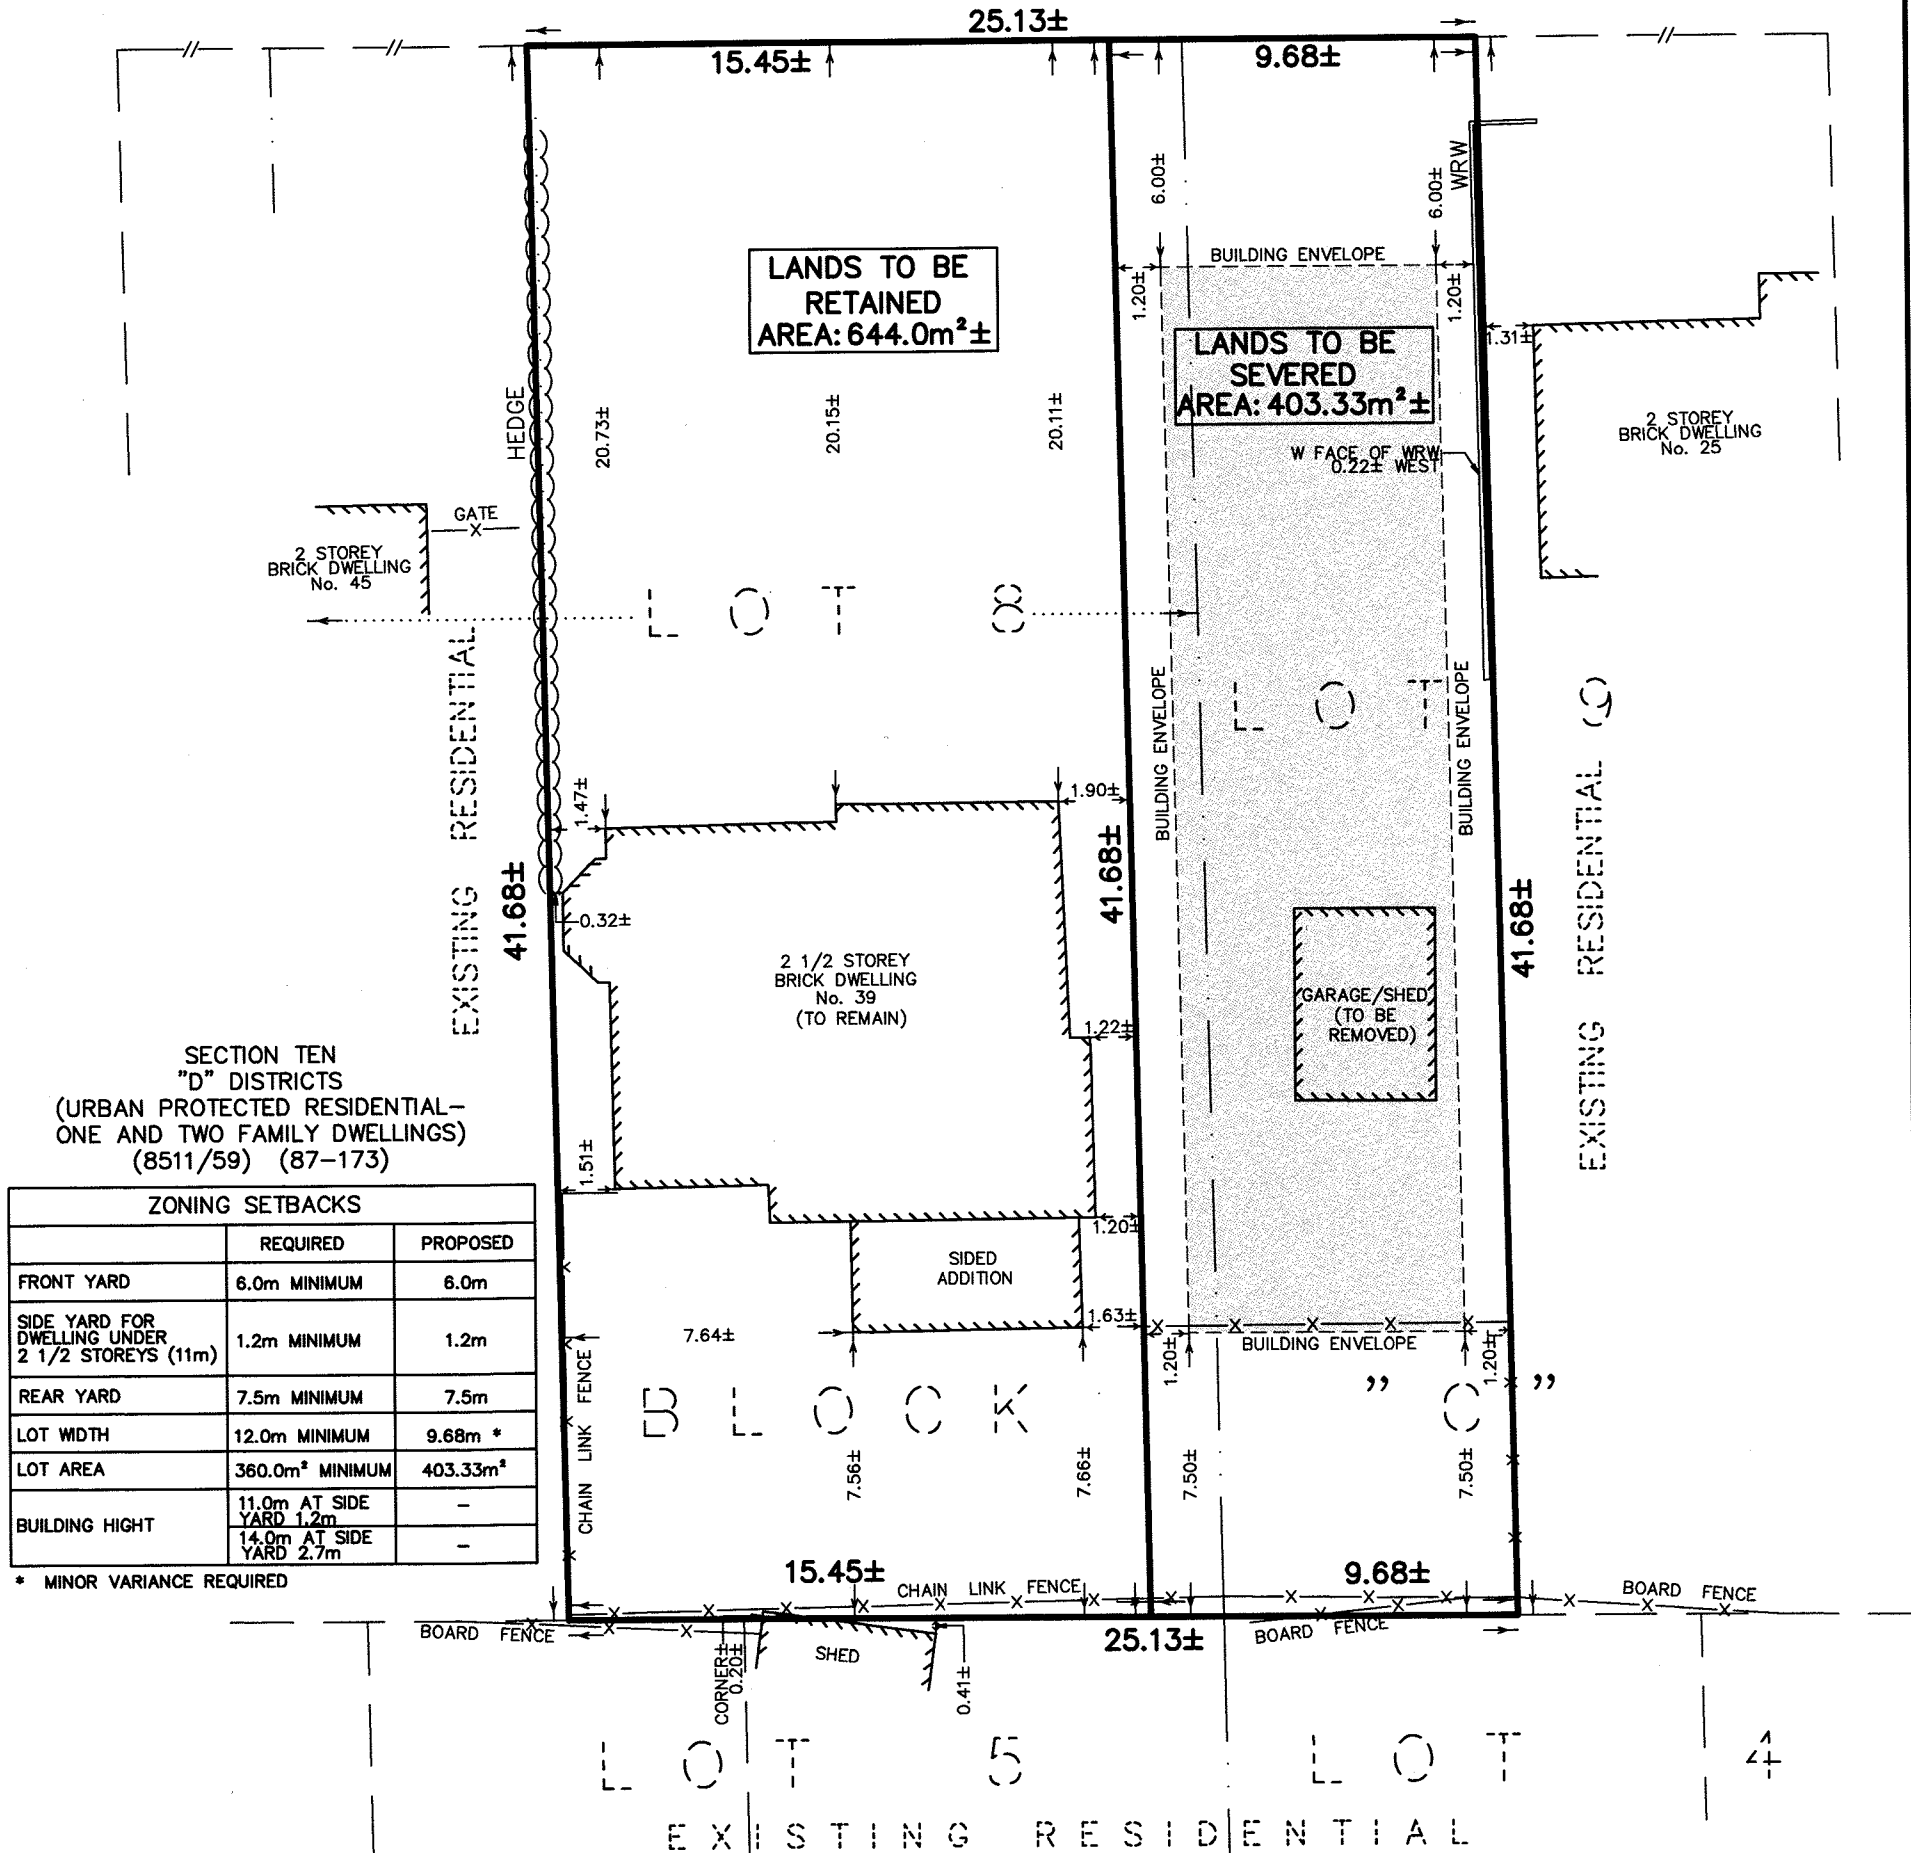 25.13±
15.45±
9.68±
6.00±
6.00±
WRW
BUILDING ENVELOPE
1.20±
1.20±
LANDS TO BE
RETAINED
AREA: 644.0m²±
LANDS TO BE
SEVERED
AREA: 403.33m²±
1.31±
HEDGE
20.73±
20.15±
20.11±
W FACE OF WRW
0.22± WEST
2 STOREY
BRICK DWELLING
No. 25
GATE
2 STOREY
BRICK DWELLING
No. 45
LOT 8
LOT 9
EXISTING RESIDENTIAL
BUILDING ENVELOPE
BUILDING ENVELOPE
EXISTING RESIDENTIAL
1.47±
1.90±
41.68±
41.68±
41.68±
0.32±
2 1/2 STOREY
BRICK DWELLING
No. 39
(TO REMAIN)
GARAGE/SHED
(TO BE
REMOVED)
1.22±
SECTION TEN
"D" DISTRICTS
(URBAN PROTECTED RESIDENTIAL-
ONE AND TWO FAMILY DWELLINGS)
(8511/59) (87-173)
1.51±
1.20±
SIDED
ADDITION
ZONING SETBACKS
REQUIRED PROPOSED
FRONT YARD 6.0m MINIMUM 6.0m
SIDE YARD FOR
DWELLING UNDER
2 1/2 STOREYS (11m)
1.2m MINIMUM 1.2m
REAR YARD 7.5m MINIMUM 7.5m
LOT WIDTH 12.0m MINIMUM 9.68m *
LOT AREA 360.0m² MINIMUM 403.33m²
BUILDING HIGHT
11.0m AT SIDE
YARD 1.2m
-
14.0m AT SIDE
YARD 2.7m
-
* MINOR VARIANCE REQUIRED
7.64±
1.63±
1.20±
BUILDING ENVELOPE
1.20±
CHAIN LINK FENCE
BLOCK "C"
7.56±
7.66±
7.50±
7.50±
15.45±
CHAIN LINK FENCE
9.68±
BOARD FENCE
BOARD FENCE
CORNER±
0.20±
SHED
0.41±
25.13±
BOARD FENCE
LOT 5
LOT 4
EXISTING RESIDENTIAL